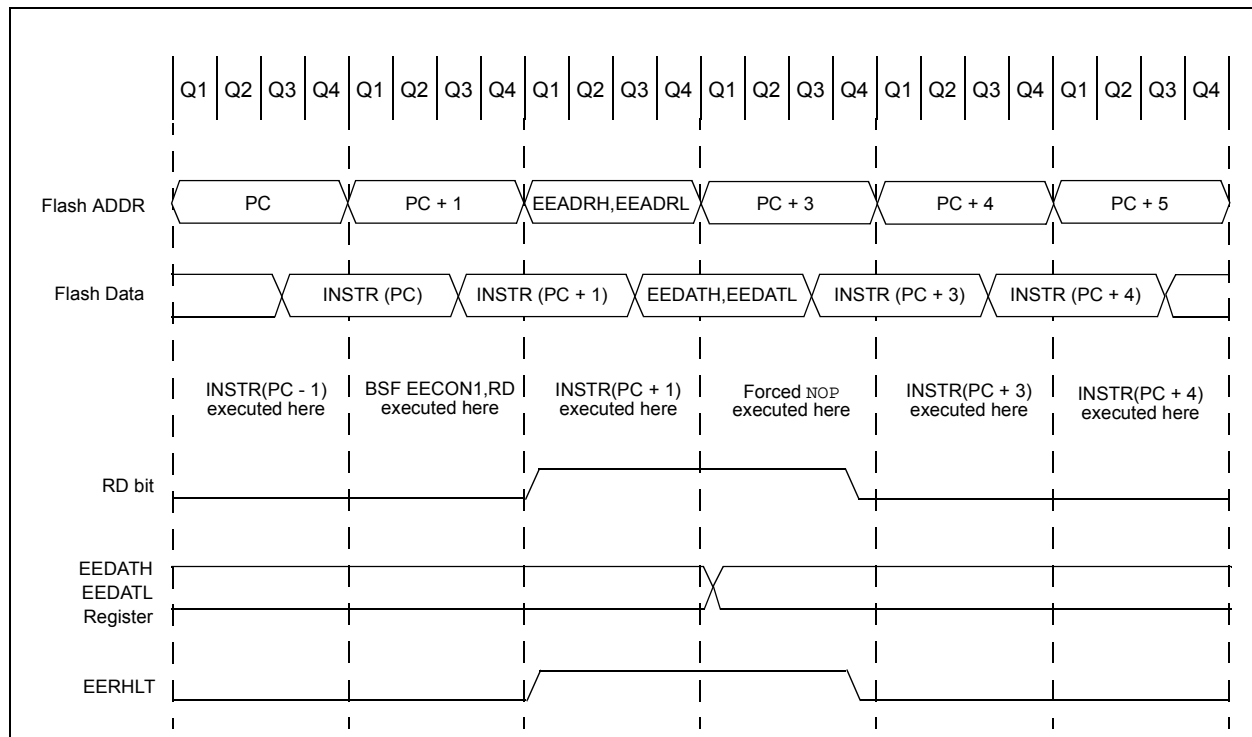 Q1 Q2 Q3 Q4 Q1 Q2 Q3 Q4 Q1 Q2 Q3 Q4 Q1 Q2 Q3 Q4 Q1 Q2 Q3 Q4 Q1 Q2 Q3 Q4
Flash ADDR PC PC + 1 EEADRH,EEADRL PC + 3 PC + 4 PC + 5
Flash Data INSTR (PC) INSTR (PC + 1) EEDATH,EEDATL INSTR (PC + 3) INSTR (PC + 4)
INSTR(PC - 1) BSF EECON1,RD INSTR(PC + 1) Forced NOP INSTR(PC + 3) INSTR(PC + 4)
executed here executed here executed here executed here executed here executed here
RD bit
EEDATH
EEDATL
Register
EERHLT